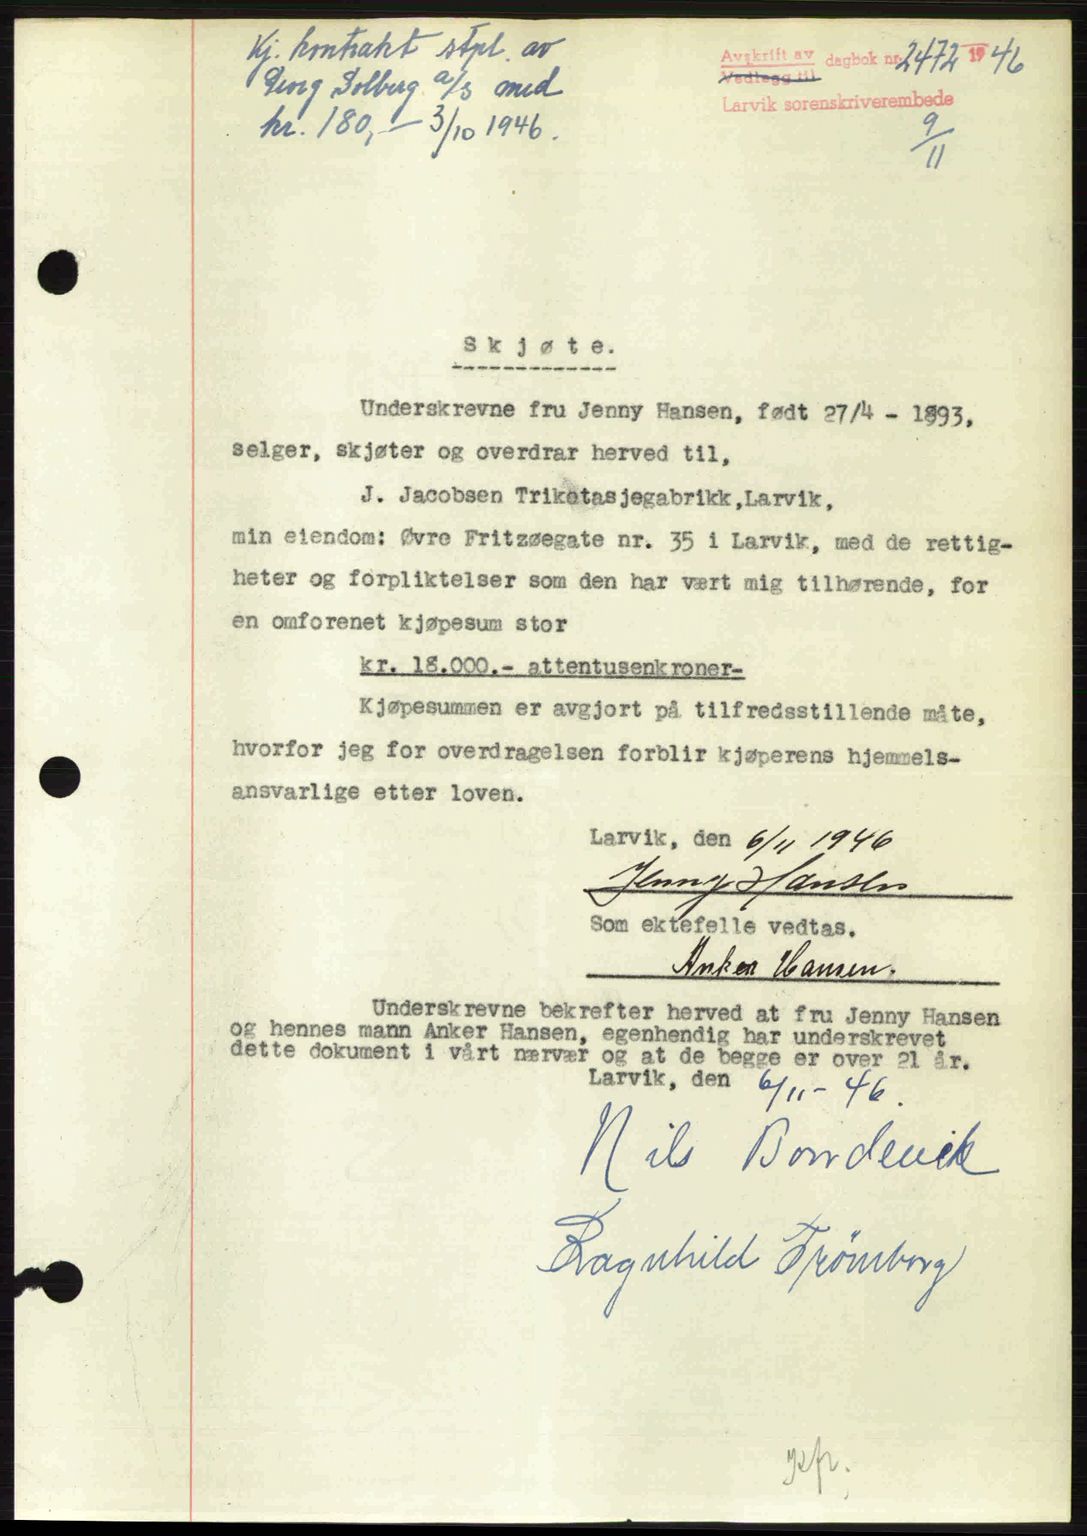 Kj. kontrakt stpl. av
Georg Solberg a/s med
kr. 180,- 3/10 1946.
Avskrift av dagbok nr. 2472 1946
Vedlegg til
Larvik sorenskriverembede
9/11
Skjøte.
Underskrevne fru Jenny Hansen, født 27/4 - 1893,
selger, skjøter og overdrar herved til,
J. Jacobsen Trikotasjegabrikk,Larvik,
min eiendom: Øvre Fritzøegate nr. 35 i Larvik, med de rettig-
heter og forpliktelser som den har vært mig tilhørende, for
en omforenet kjøpesum stor
kr. 18.000.- attentusenkroner-
Kjøpesummen er avgjort på tilfredsstillende måte,
hvorfor jeg for overdragelsen forblir kjøperens hjemmels-
ansvarlige etter loven.
Larvik, den 6/11 1946
Jenny Hansen
Som ektefelle vedtas.
Anker Hansen.
Underskrevne bekrefter herved at fru Jenny Hansen
og hennes mann Anker Hansen, egenhendig har underskrevet
dette dokument i vårt nærvær og at de begge er over 21 år.
Larvik, den 6/11 - 46.
Nils Bondevik
Ragnhild Trömborg